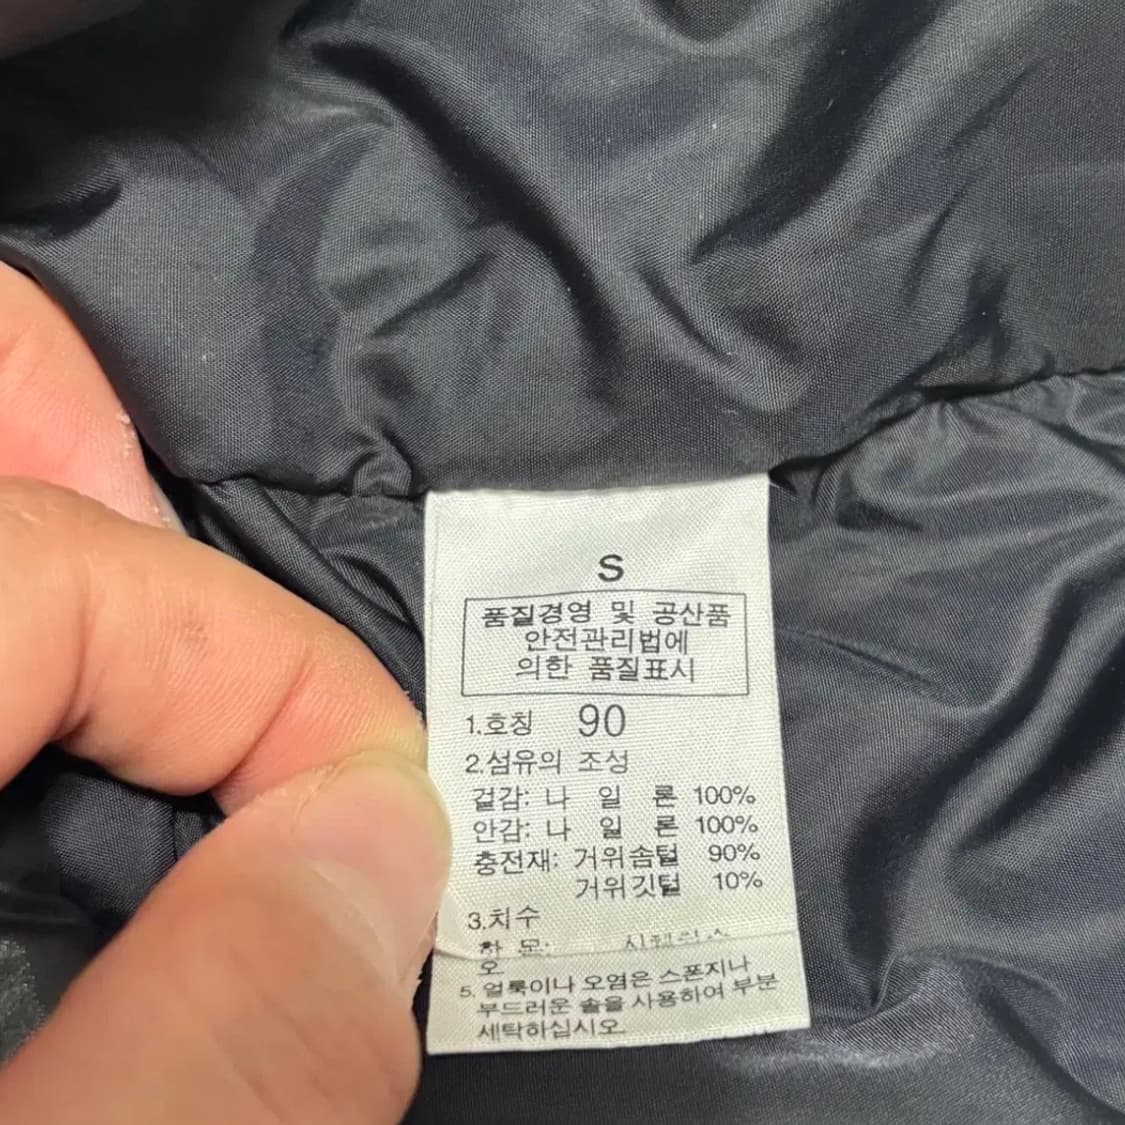 S
품질경영 및 공산품
안전관리법에
의한 품질표시
1.호칭 90
2.섬유의 조성
겉감: 나 일 론 100%
안감: 나 일 론 100%
충전재: 거위솜털 90%
거위깃털 10%
3.치수
오
5. 얼룩이나 오염은 스폰지나
부드러운 솔을 사용하여 부분
세탁하십시오.